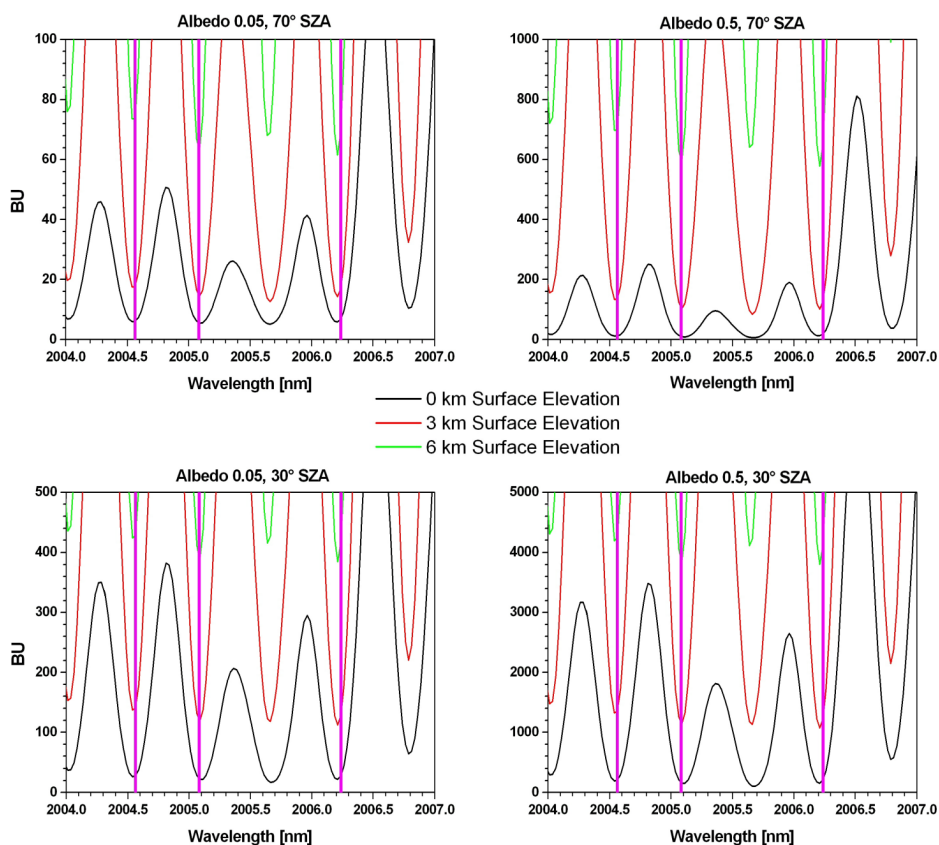 Albedo 0.05, 70° SZA
BU
100
80
60
40
20
0
2004.0 2004.5 2005.0 2005.5 2006.0 2006.5 2007.0
Wavelength [nm]
Albedo 0.5, 70° SZA
1000
800
600
400
200
0
2004.0 2004.5 2005.0 2005.5 2006.0 2006.5 2007.0
Wavelength [nm]
0 km Surface Elevation
3 km Surface Elevation
6 km Surface Elevation
Albedo 0.05, 30° SZA
BU
500
400
300
200
100
0
2004.0 2004.5 2005.0 2005.5 2006.0 2006.5 2007.0
Wavelength [nm]
Albedo 0.5, 30° SZA
5000
4000
3000
2000
1000
0
2004.0 2004.5 2005.0 2005.5 2006.0 2006.5 2007.0
Wavelength [nm]